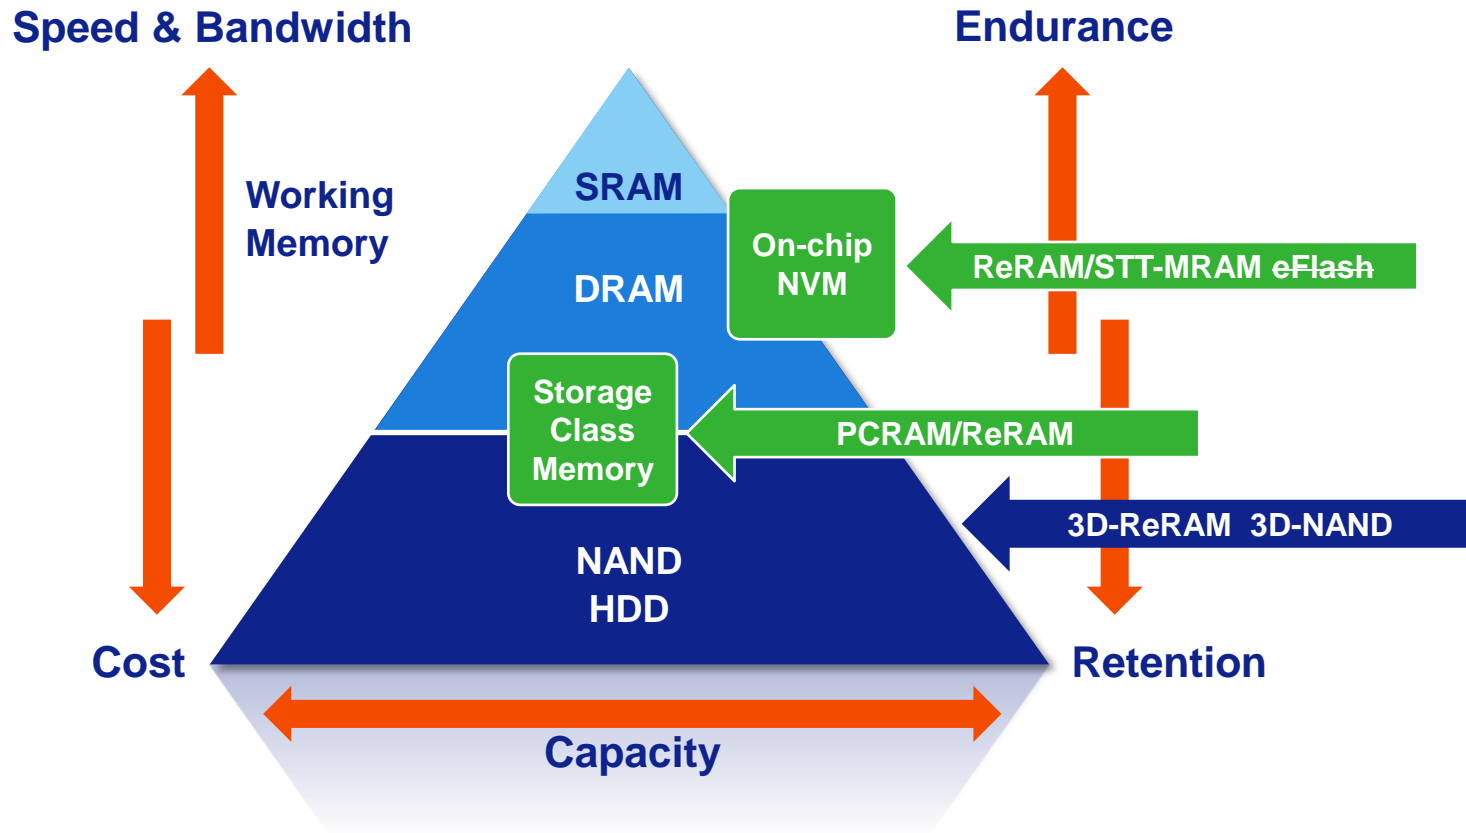 Speed & Bandwidth
Endurance
Working
Memory
SRAM
On-chip
NVM
ReRAM/STT-MRAM eFlash
DRAM
Storage
Class
Memory
PCRAM/ReRAM
3D-ReRAM 3D-NAND
NAND
HDD
Cost
Retention
Capacity